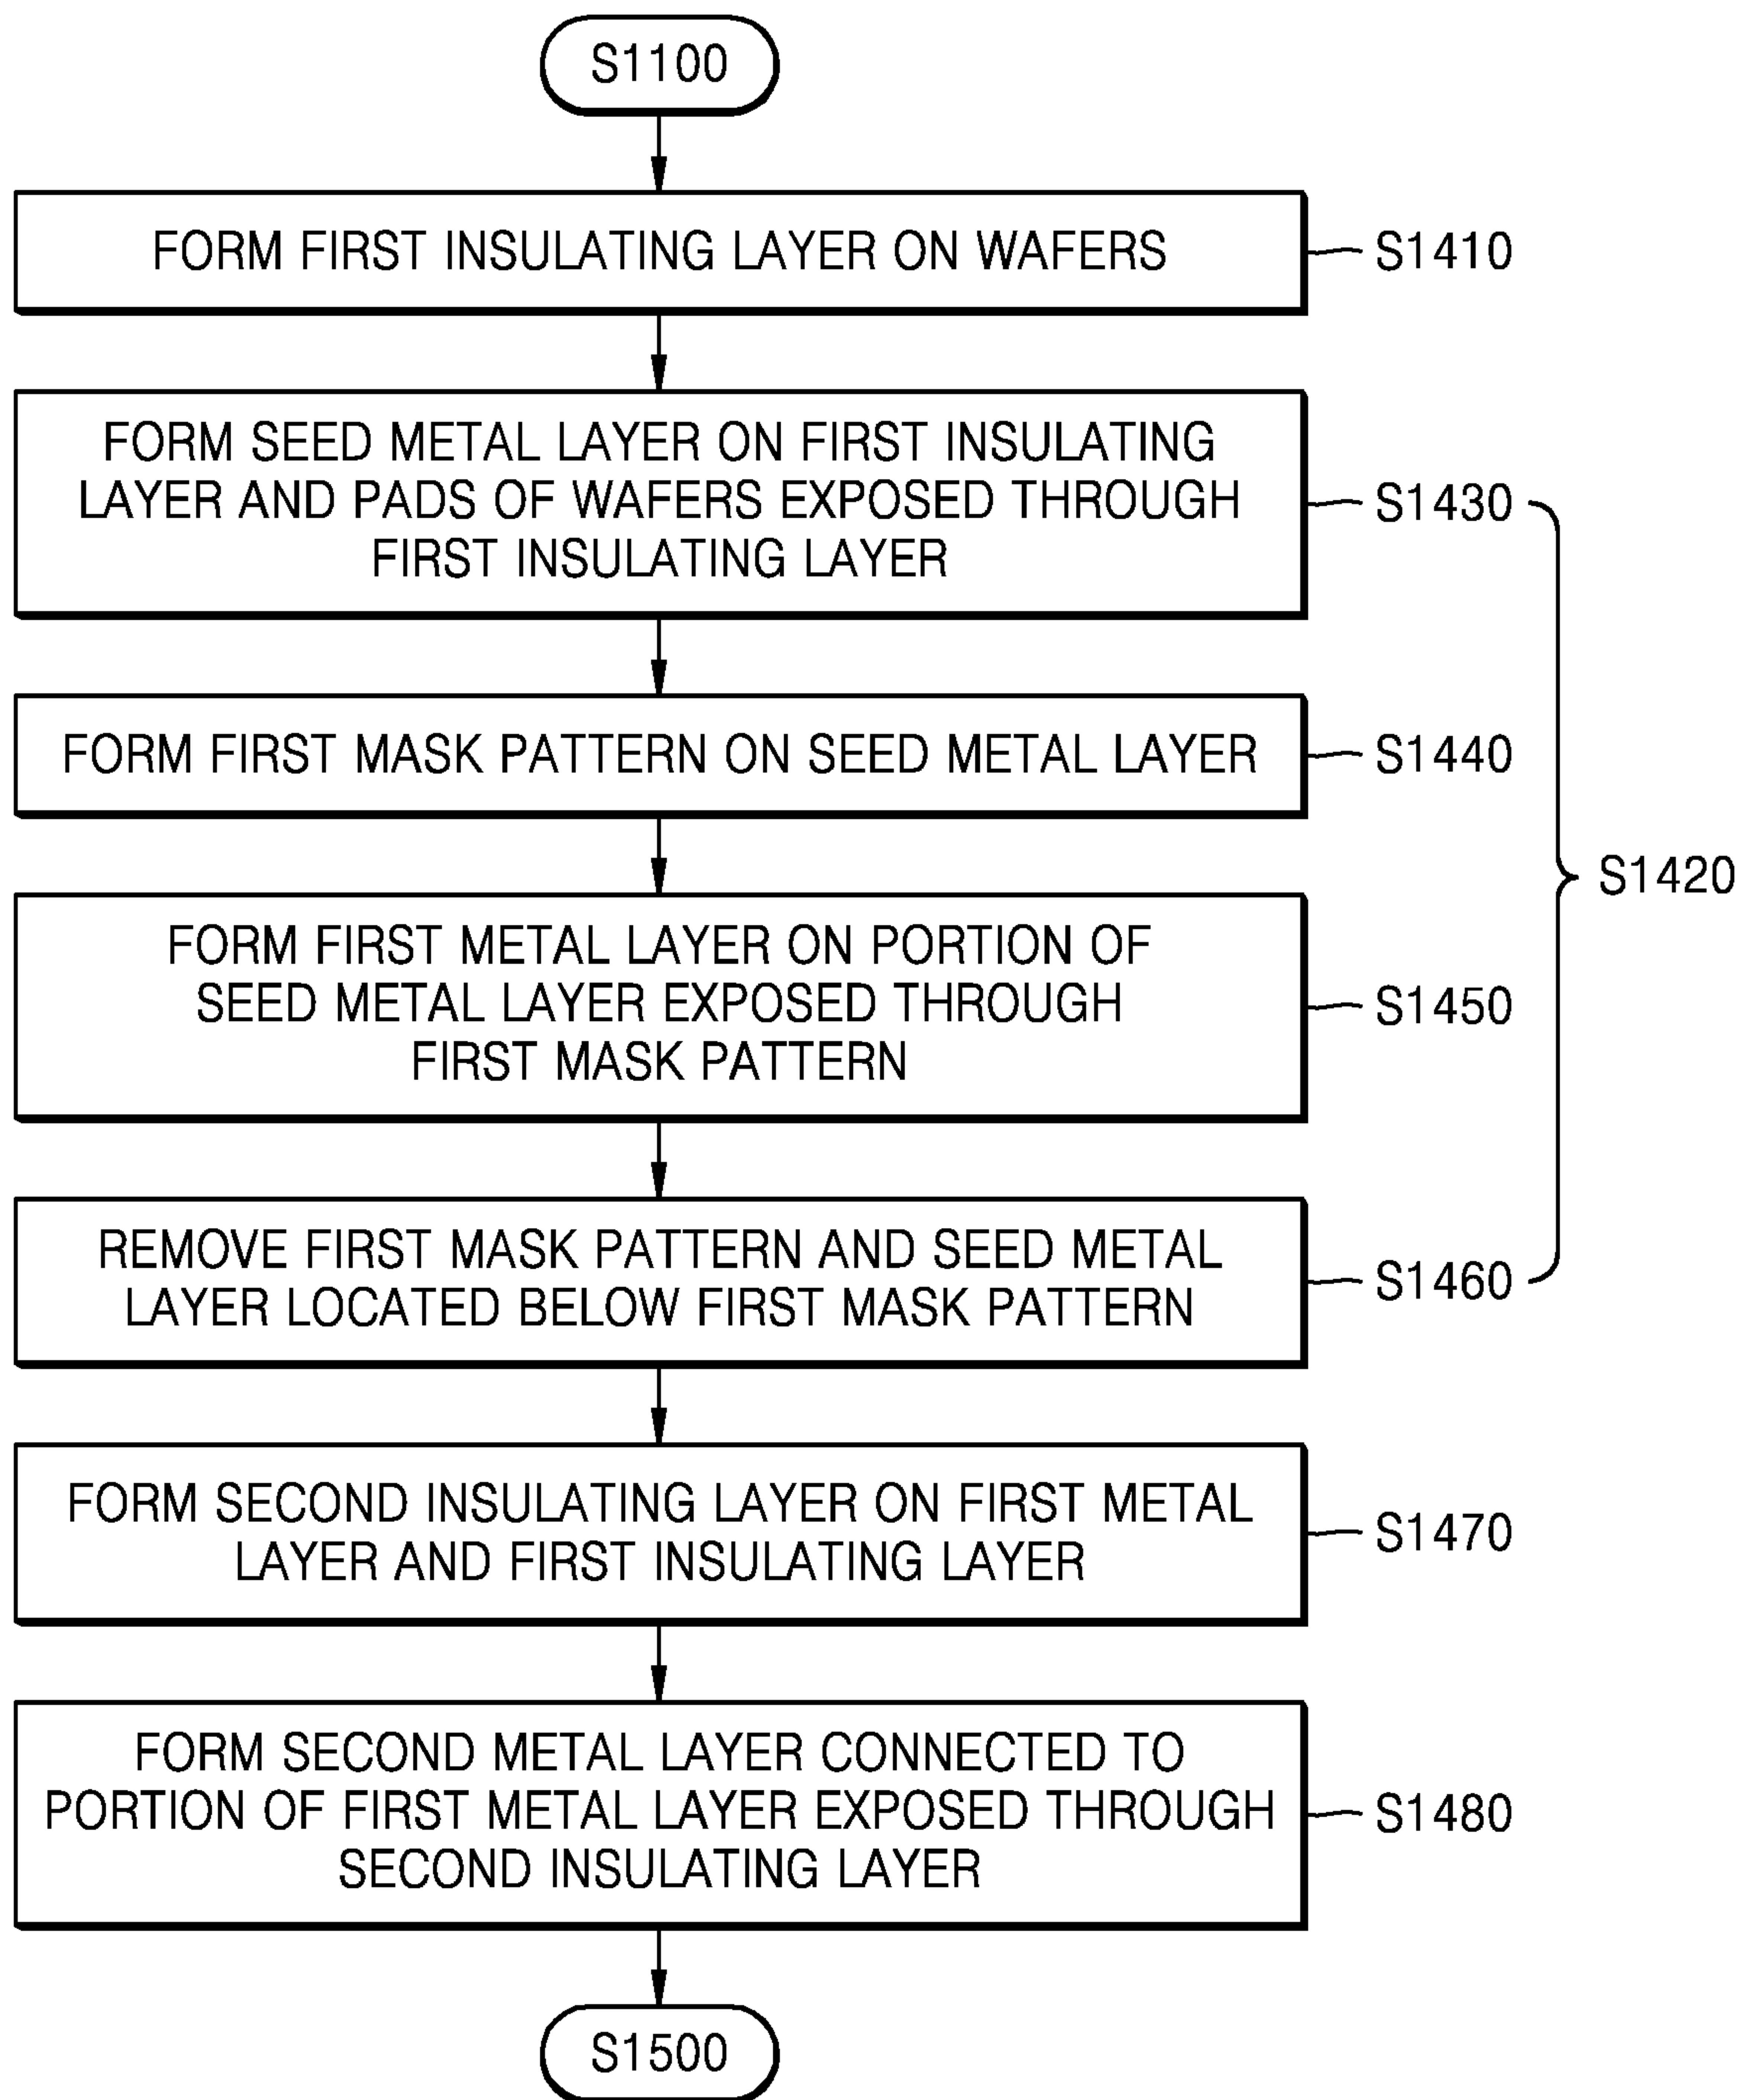 S1100
FORM FIRST INSULATING LAYER ON WAFERS
S1410
FORM SEED METAL LAYER ON FIRST INSULATING
LAYER AND PADS OF WAFERS EXPOSED THROUGH
FIRST INSULATING LAYER
S1430
FORM FIRST MASK PATTERN ON SEED METAL LAYER
S1440
S1420
FORM FIRST METAL LAYER ON PORTION OF
SEED METAL LAYER EXPOSED THROUGH
FIRST MASK PATTERN
S1450
REMOVE FIRST MASK PATTERN AND SEED METAL
LAYER LOCATED BELOW FIRST MASK PATTERN
S1460
FORM SECOND INSULATING LAYER ON FIRST METAL
LAYER AND FIRST INSULATING LAYER
S1470
FORM SECOND METAL LAYER CONNECTED TO
PORTION OF FIRST METAL LAYER EXPOSED THROUGH
SECOND INSULATING LAYER
S1480
S1500